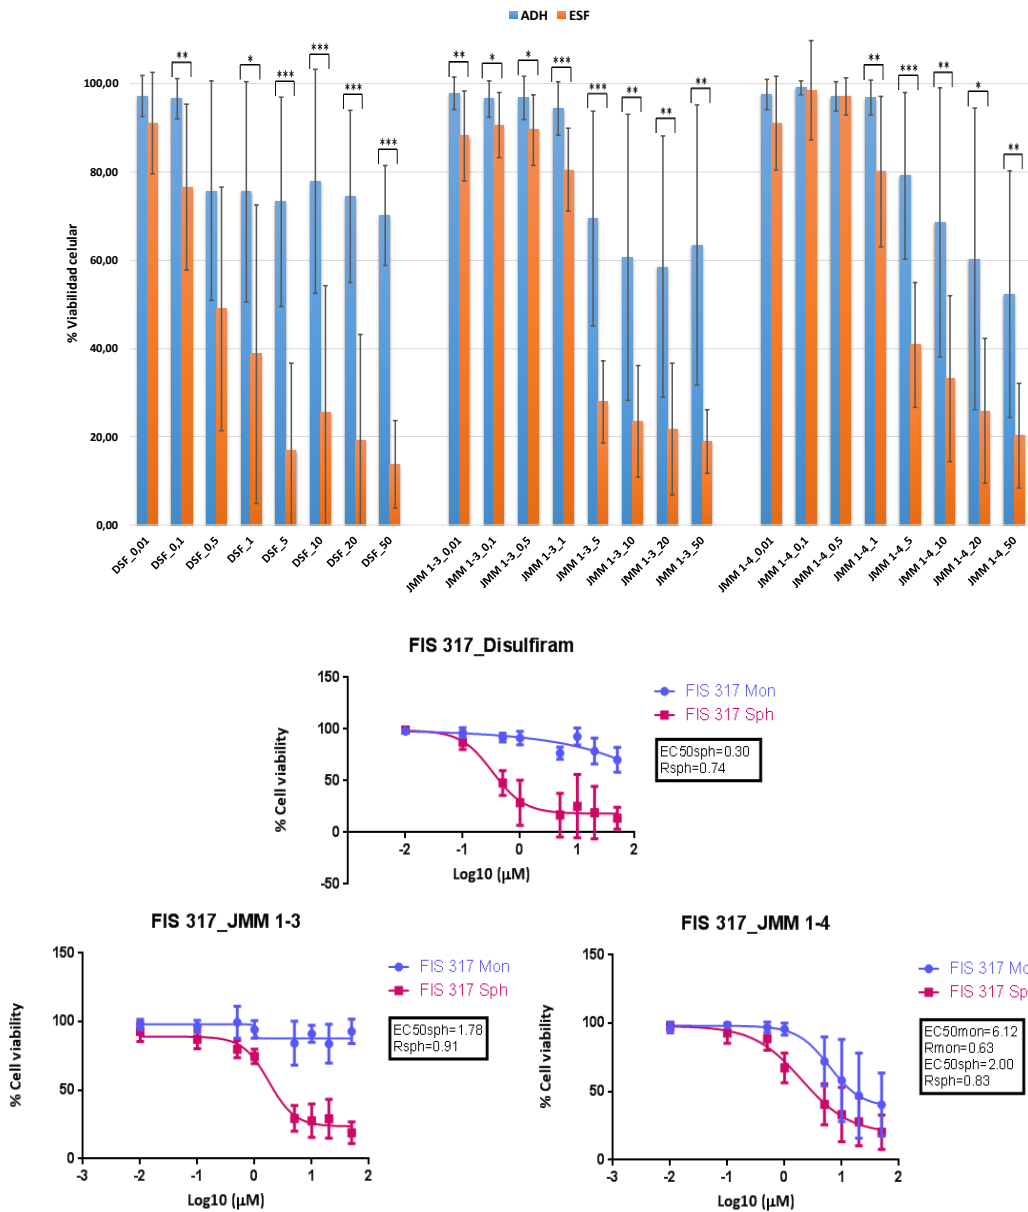 ADH ESF
** * *** *** *** *** ** * * *** *** ** ** ** ** *** ** * **
100,00
80,00
60,00
40,00
20,00
0,00
% Viabilidad celular
DSF_0,01 DSF_0,1 DSF_0,5 DSF_1 DSF_5 DSF_10 DSF_20 DSF_50 JMM 1-3_0,01 JMM 1-3_0,1 JMM 1-3_0,5 JMM 1-3_1 JMM 1-3_5 JMM 1-3_10 JMM 1-3_20 JMM 1-3_50 JMM 1-4_0,01 JMM 1-4_0,1 JMM 1-4_0,5 JMM 1-4_1 JMM 1-4_5 JMM 1-4_10 JMM 1-4_20 JMM 1-4_50
FIS 317_Disulfiram
150
100
50
0
-50
% Cell viability
-2 -1 0 1 2
Log10 (µM)
FIS 317 Mon
FIS 317 Sph
EC50sph=0.30
Rsph=0.74
FIS 317_JMM 1-3
150
100
50
0
% Cell viability
-3 -2 -1 0 1 2
Log10 (µM)
FIS 317 Mon
FIS 317 Sph
EC50sph=1.78
Rsph=0.91
FIS 317_JMM 1-4
150
100
50
0
% Cell viability
-3 -2 -1 0 1 2
Log10 (µM)
FIS 317 Mo
FIS 317 Sp
EC50mon=6.12
Rmon=0.63
EC50sph=2.00
Rsph=0.83